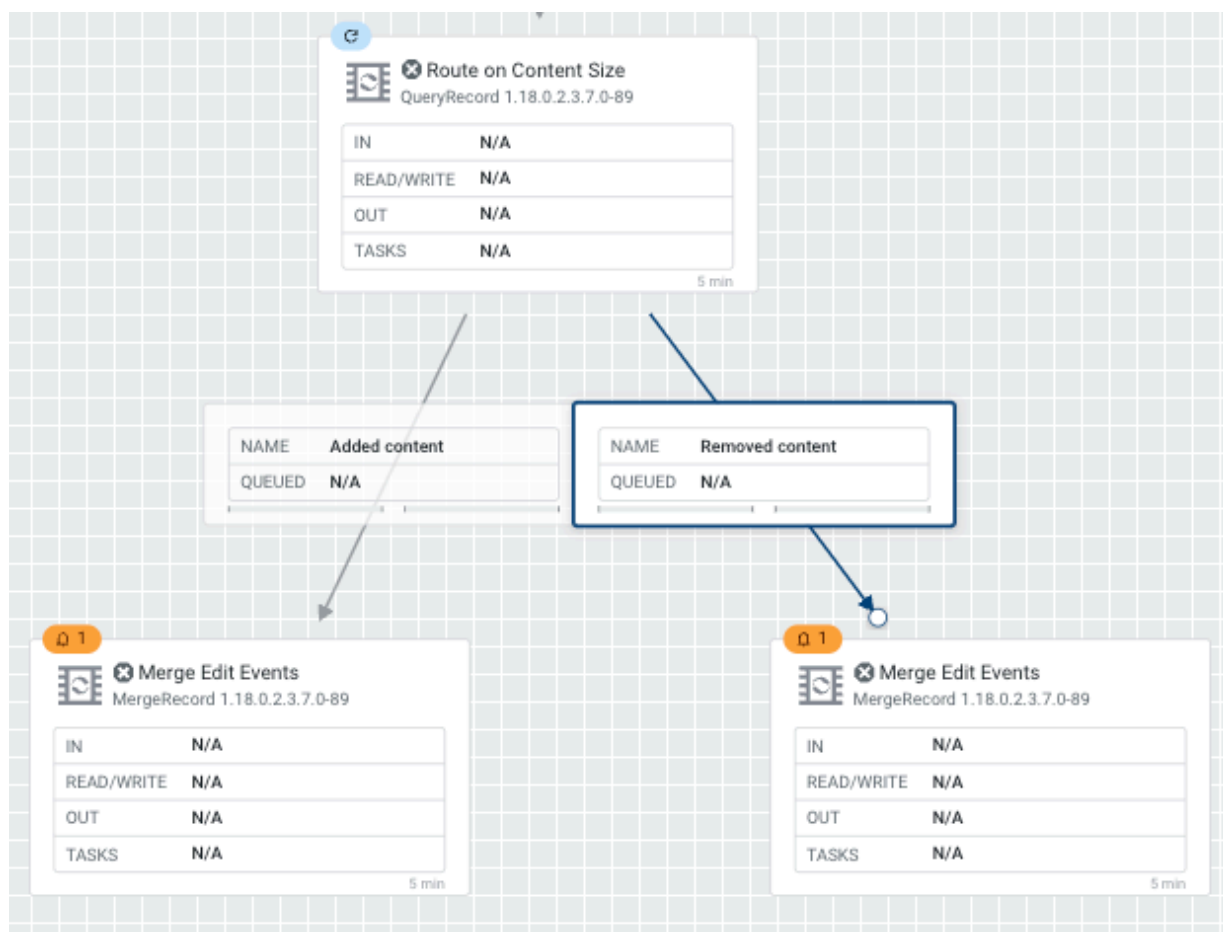 Route on Content Size
QueryRecord 1.18.0.2.3.7.0-89
IN N/A
READ/WRITE N/A
OUT N/A
TASKS N/A
5 min
NAME Added content
QUEUED N/A
NAME Removed content
QUEUED N/A
1
Merge Edit Events
MergeRecord 1.18.0.2.3.7.0-89
IN N/A
READ/WRITE N/A
OUT N/A
TASKS N/A
5 min
1
Merge Edit Events
MergeRecord 1.18.0.2.3.7.0-89
IN N/A
READ/WRITE N/A
OUT N/A
TASKS N/A
5 min